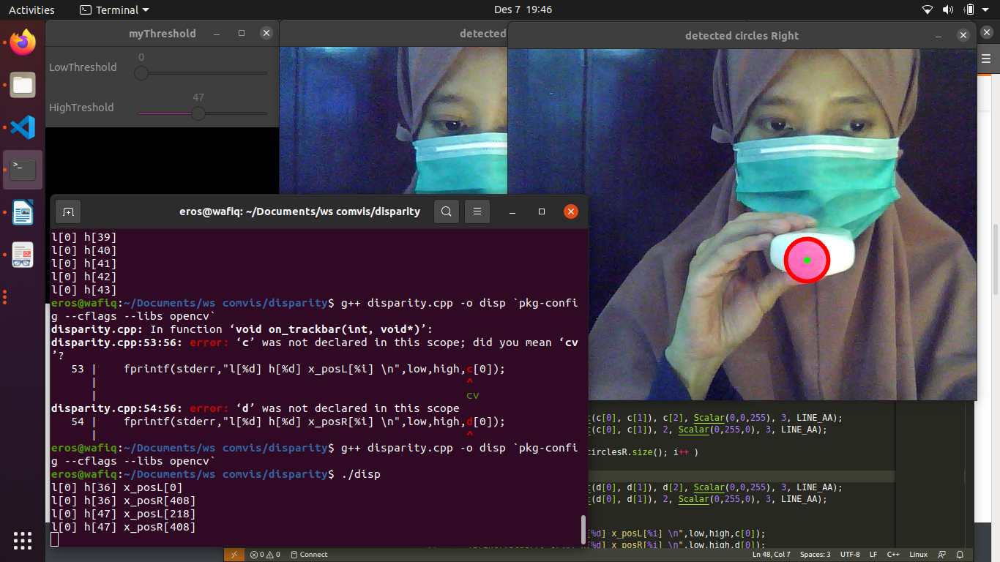 Activities
Terminal
Des 7 19:46
myThreshold
detected
detected circles Right
0
LowThreshold
47
HighTreshold
eros@wafiq: ~/Documents/ws comvis/disparity
l[0] h[39]
l[0] h[40]
l[0] h[41]
l[0] h[42]
l[0] h[43]
eros@wafiq:~/Documents/ws comvis/disparity$ g++ disparity.cpp -o disp `pkg-confi
g --cflags --libs opencv`
disparity.cpp: In function ‘void on_trackbar(int, void*)’:
disparity.cpp:53:56: error: ‘c’ was not declared in this scope; did you mean ‘cv
’?
53 | fprintf(stderr,"l[%d] h[%d] x_posL[%i] \n",low,high,c[0]);
| ^
| cv
disparity.cpp:54:56: error: ‘d’ was not declared in this scope
54 | fprintf(stderr,"l[%d] h[%d] x_posR[%i] \n",low,high,d[0]);
| ^
eros@wafiq:~/Documents/ws comvis/disparity$ g++ disparity.cpp -o disp `pkg-confi
g --cflags --libs opencv`
eros@wafiq:~/Documents/ws comvis/disparity$ ./disp
l[0] h[36] x_posL[0]
l[0] h[36] x_posR[408]
l[0] h[47] x_posL[218]
l[0] h[47] x_posR[408]
(c[0], c[1]), c[2], Scalar(0,0,255), 3, LINE_AA);
(c[0], c[1]), 2, Scalar(0,255,0), 3, LINE_AA);
circlesR.size(); i++ )
(d[0], d[1]), d[2], Scalar(0,0,255), 3, LINE_AA);
(d[0], d[1]), 2, Scalar(0,255,0), 3, LINE_AA);
[%d] x_posL[%i] \n",low,high,c[0]);
[%d] x_posR[%i] \n",low,high,d[0]);
0 0
Connect
Ln 48, Col 7
Spaces: 3
UTF-8
LF
C++
Linux